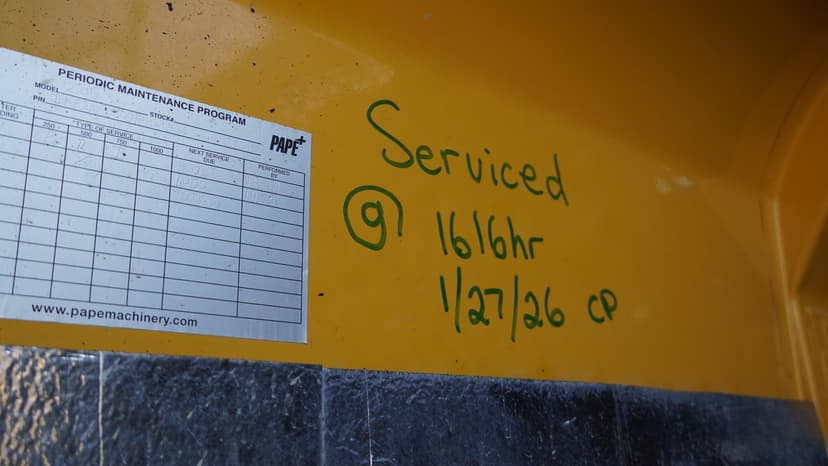 PERIODIC MAINTENANCE PROGRAM
MODEL
PIN STOCK#
PAPE+
TYPE OF SERVICE
250 500 750 1000 NEXT SERVICE DUE PERFORMED BY
www.papemachinery.com
Serviced
@ 1616hr
1/27/26 CP